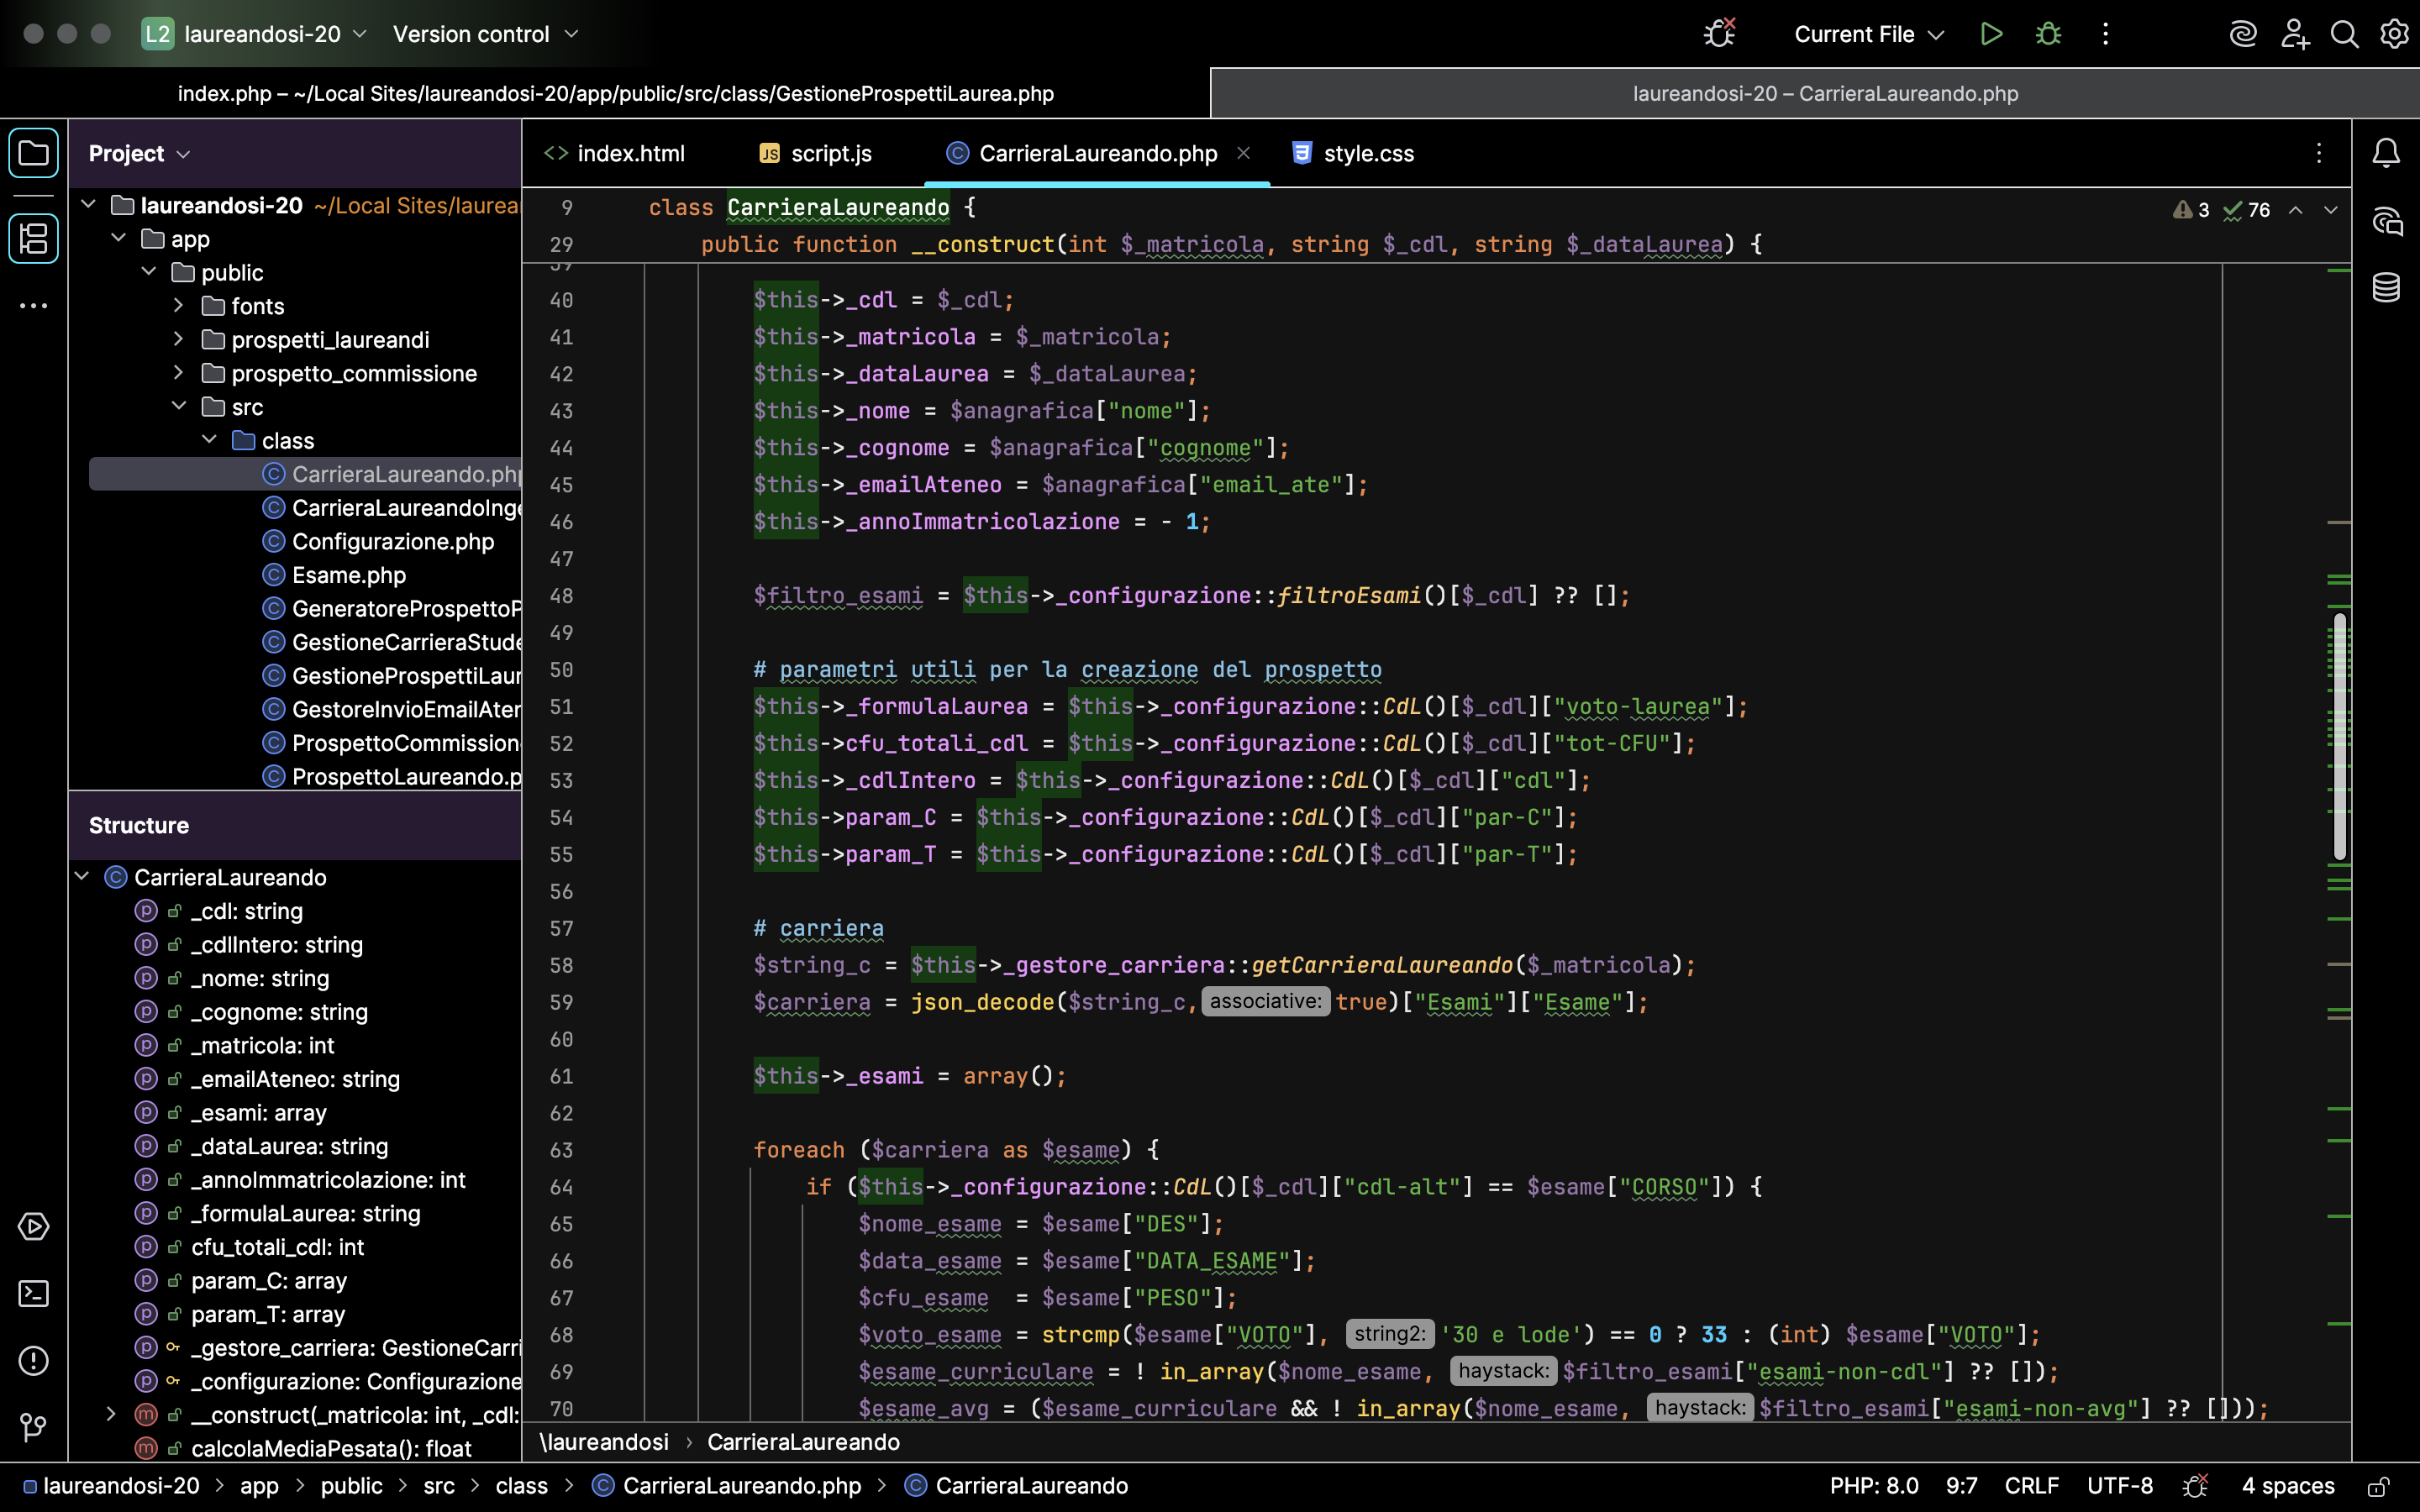 L2 laureandosi-20 Version control Current File
index.php – ~/Local Sites/laureandosi-20/app/public/src/class/GestioneProspettiLaurea.php
laureandosi-20 – CarrieraLaureando.php
Project
laureandosi-20 ~/Local Sites/laurea
app
public
fonts
prospetti_laureandi
prospetto_commissione
src
class
CarrieraLaureando.php
CarrieraLaureandoInge
Configurazione.php
Esame.php
GeneratoreProspettoP
GestioneCarrieraStude
GestioneProspettiLaur
GestoreInvioEmailAten
ProspettoCommission
ProspettoLaureando.p
Structure
CarrieraLaureando
_cdl: string
_cdlIntero: string
_nome: string
_cognome: string
_matricola: int
_emailAteneo: string
_esami: array
_dataLaurea: string
_annoImmatricolazione: int
_formulaLaurea: string
cfu_totali_cdl: int
param_C: array
param_T: array
_gestore_carriera: GestioneCarri
_configurazione: Configurazione
__construct(_matricola: int, _cdl:
calcolaMediaPesata(): float
index.html JS script.js CarrieraLaureando.php style.css
3 76
9 class CarrieraLaureando {
29 public function __construct(int $_matricola, string $_cdl, string $_dataLaurea) {
39
40 $this->_cdl = $_cdl;
41 $this->_matricola = $_matricola;
42 $this->_dataLaurea = $_dataLaurea;
43 $this->_nome = $anagrafica["nome"];
44 $this->_cognome = $anagrafica["cognome"];
45 $this->_emailAteneo = $anagrafica["email_ate"];
46 $this->_annoImmatricolazione = - 1;
47
48 $filtro_esami = $this->_configurazione::filtroEsami()[$_cdl] ?? [];
49
50 # parametri utili per la creazione del prospetto
51 $this->_formulaLaurea = $this->_configurazione::CdL()[$_cdl]["voto-laurea"];
52 $this->cfu_totali_cdl = $this->_configurazione::CdL()[$_cdl]["tot-CFU"];
53 $this->_cdlIntero = $this->_configurazione::CdL()[$_cdl]["cdl"];
54 $this->param_C = $this->_configurazione::CdL()[$_cdl]["par-C"];
55 $this->param_T = $this->_configurazione::CdL()[$_cdl]["par-T"];
56
57 # carriera
58 $string_c = $this->_gestore_carriera::getCarrieraLaureando($_matricola);
59 $carriera = json_decode($string_c, associative: true)["Esami"]["Esame"];
60
61 $this->_esami = array();
62
63 foreach ($carriera as $esame) {
64 if ($this->_configurazione::CdL()[$_cdl]["cdl-alt"] == $esame["CORSO"]) {
65 $nome_esame = $esame["DES"];
66 $data_esame = $esame["DATA_ESAME"];
67 $cfu_esame = $esame["PESO"];
68 $voto_esame = strcmp($esame["VOTO"], string2: '30 e lode') == 0 ? 33 : (int) $esame["VOTO"];
69 $esame_curriculare = ! in_array($nome_esame, haystack: $filtro_esami["esami-non-cdl"] ?? []);
70 $esame_avg = ($esame_curriculare && ! in_array($nome_esame, haystack: $filtro_esami["esami-non-avg"] ?? []));
\laureandosi › CarrieraLaureando
laureandosi-20 > app > public > src > class > CarrieraLaureando.php > CarrieraLaureando PHP: 8.0 9:7 CRLF UTF-8 4 spaces